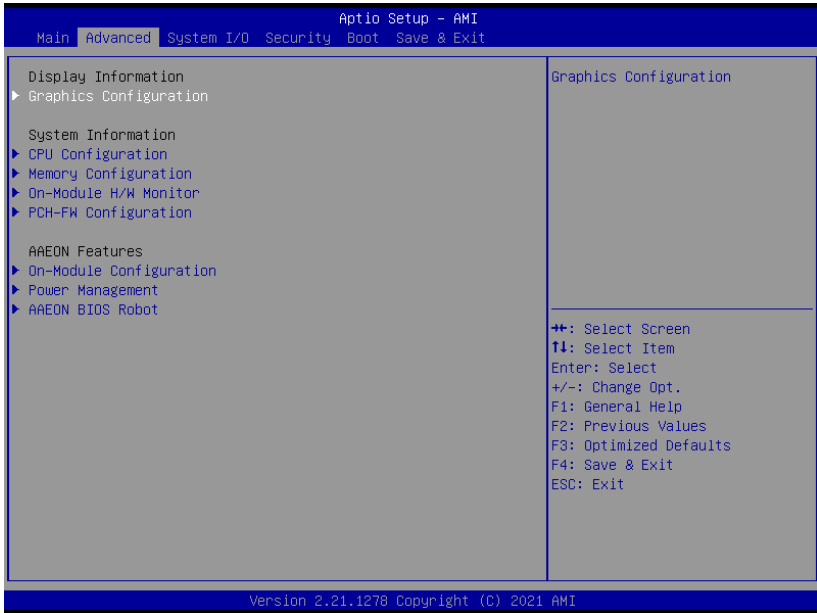 Aptio Setup – AMI
Main Advanced System I/O Security Boot Save & Exit
Display Information
Graphics Configuration
System Information
CPU Configuration
Memory Configuration
On-Module H/W Monitor
PCH-FW Configuration
AAEON Features
On-Module Configuration
Power Management
AAEON BIOS Robot
Graphics Configuration
→←: Select Screen
↑↓: Select Item
Enter: Select
+/-: Change Opt.
F1: General Help
F2: Previous Values
F3: Optimized Defaults
F4: Save & Exit
ESC: Exit
Version 2.21.1278 Copyright (C) 2021 AMI